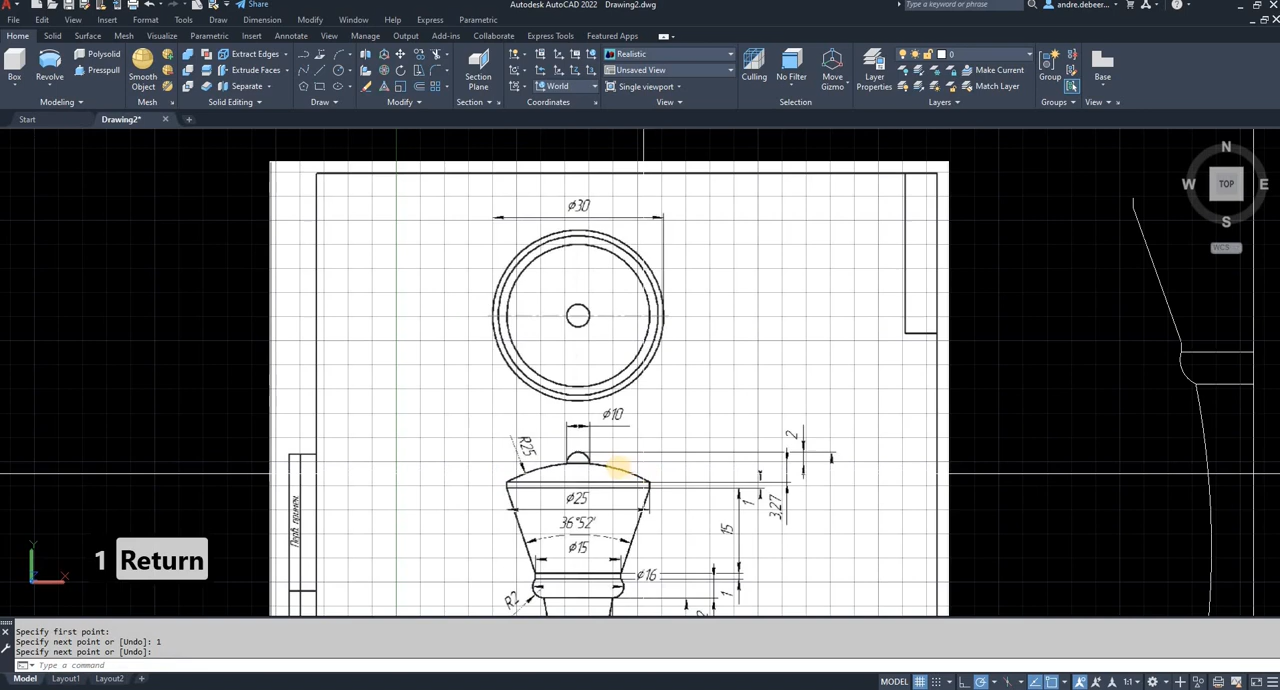 Share
Autodesk AutoCAD 2022 Drawing2.dwg
Type a keyword or phrase
andre.debeer...
File Edit View Insert Format Tools Draw Dimension Modify Window Help Express Parametric
Home Solid Surface Mesh Visualize Parametric Insert Annotate View Manage Output Add-ins Collaborate Express Tools Featured Apps
Box
Revolve
Polysolid
Presspull
Smooth
Object
Extract Edges
Extrude Faces
Separate
Section
Plane
World
Realistic
Unsaved View
Single viewport
Culling
No Filter
Move
Gizmo
Layer
Properties
0
Make Current
Match Layer
Group
Base
Modeling Mesh Solid Editing Draw Modify Section Coordinates View Selection Layers Groups View
Start Drawing2*
N
W TOP E
S
WCS
ø30
ø10
R25
2
1
3,27
ø25
36°52'
ø15
15
ø16
1
R2
2
Y
X
1 Return
Specify first point:
Specify next point or [Undo]: 1
Specify next point or [Undo]:
Type a command
Model Layout1 Layout2 +
MODEL
1:1